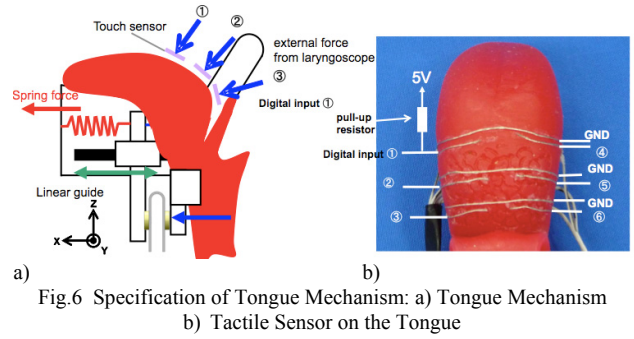 Touch sensor
①
②
external force
from laryngoscope
③
Digital input ①
Spring force
Linear guide
Z
X
Y
5V
pull-up
resistor
Digital input ①
GND
④
GND
②
⑤
GND
③
⑥
a)
b)
Fig.6 Specification of Tongue Mechanism: a) Tongue Mechanism
b) Tactile Sensor on the Tongue